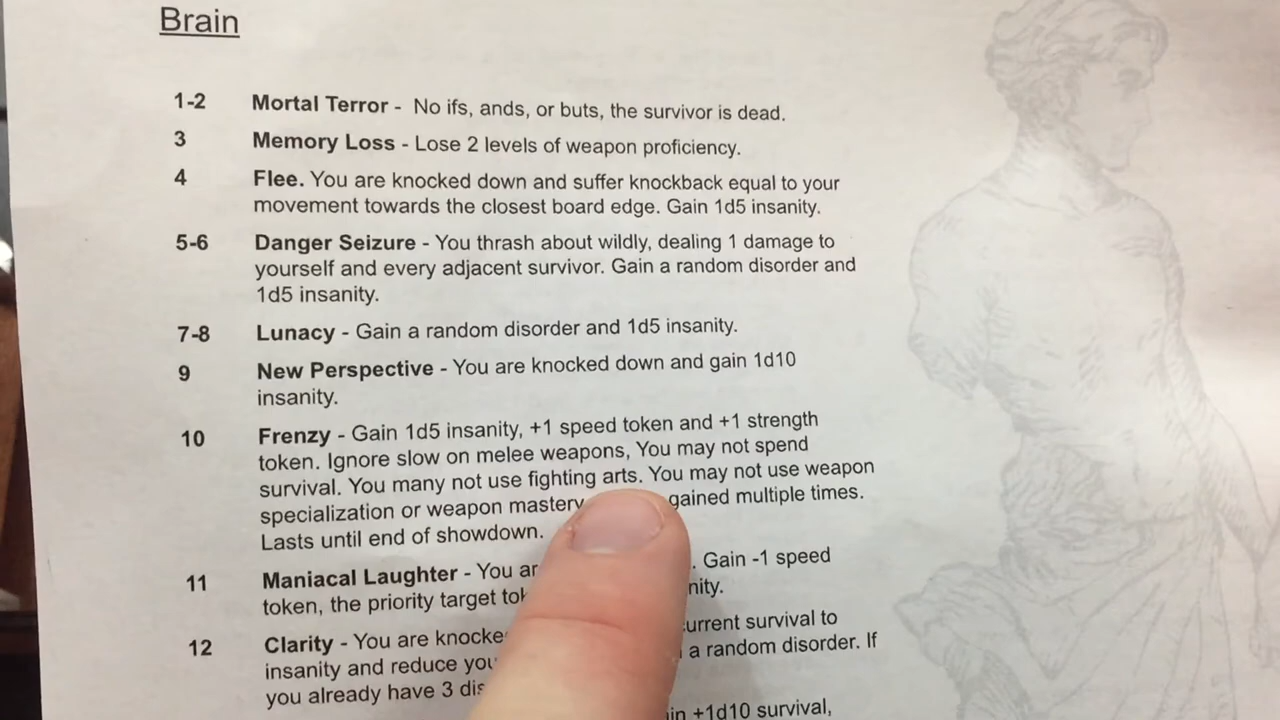 Brain
1-2 Mortal Terror - No ifs, ands, or buts, the survivor is dead.
3 Memory Loss - Lose 2 levels of weapon proficiency.
4 Flee. You are knocked down and suffer knockback equal to your
movement towards the closest board edge. Gain 1d5 insanity.
5-6 Danger Seizure - You thrash about wildly, dealing 1 damage to
yourself and every adjacent survivor. Gain a random disorder and
1d5 insanity.
7-8 Lunacy - Gain a random disorder and 1d5 insanity.
9 New Perspective - You are knocked down and gain 1d10
insanity.
10 Frenzy - Gain 1d5 insanity, +1 speed token and +1 strength
token. Ignore slow on melee weapons, You may not spend
survival. You many not use fighting arts. You may not use weapon
specialization or weapon mastery gained multiple times.
Lasts until end of showdown.
11 Maniacal Laughter - You . Gain -1 speed
token, the priority target
12 Clarity - You are survival to
insanity and reduce a random disorder. If
you already have 3
+1d10 survival,